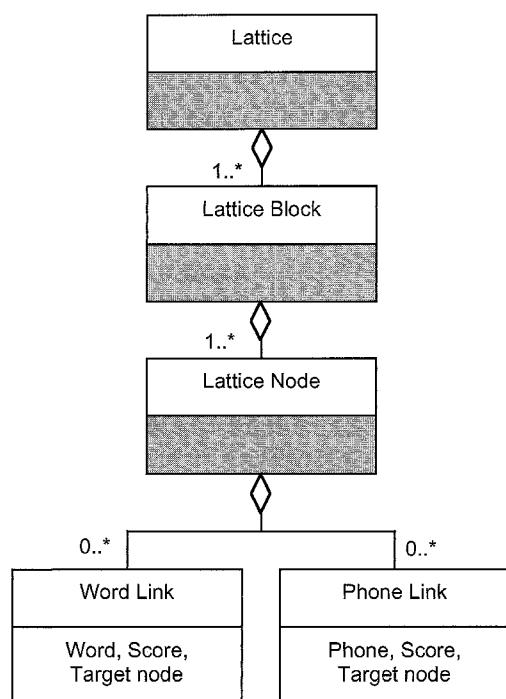 Lattice
1..*
Lattice Block
1..*
Lattice Node
0..*
0..*
Word Link
Phone Link
Word, Score,
Target node
Phone, Score,
Target node